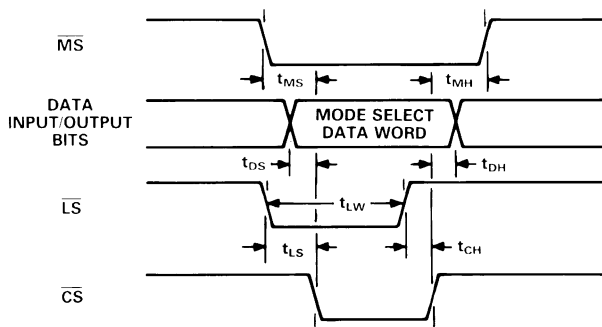 MS
tMS
tMH
DATA
INPUT/OUTPUT
BITS
MODE SELECT
DATA WORD
tDS
tDH
LS
tLW
tLS
tCH
CS